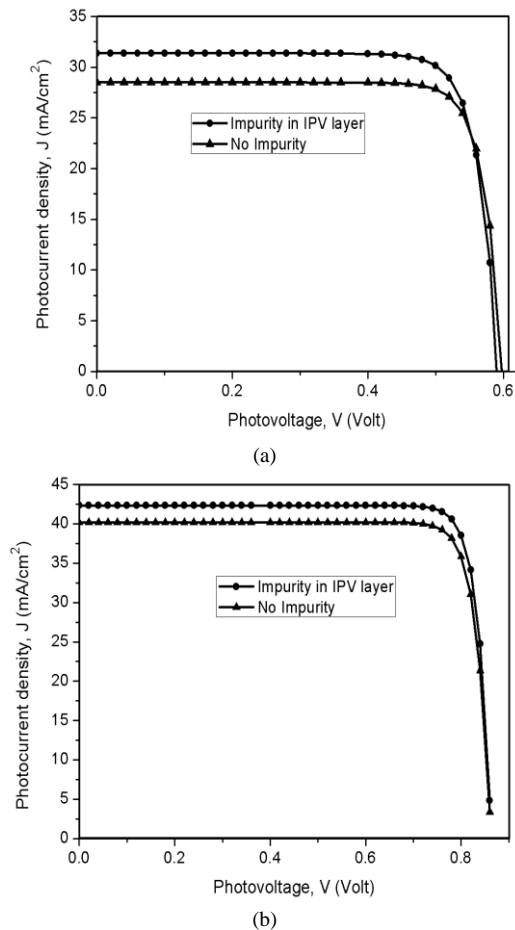 35
30
25
20
15
10
5
0
Photocurrent density, J (mA/cm²)
Impurity in IPV layer
No Impurity
0.0 0.2 0.4 0.6
Photovoltage, V (Volt)
(a)
45
40
35
30
25
20
15
10
5
0
Photocurrent density, J (mA/cm²)
Impurity in IPV layer
No Impurity
0.0 0.2 0.4 0.6 0.8
Photovoltage, V (Volt)
(b)